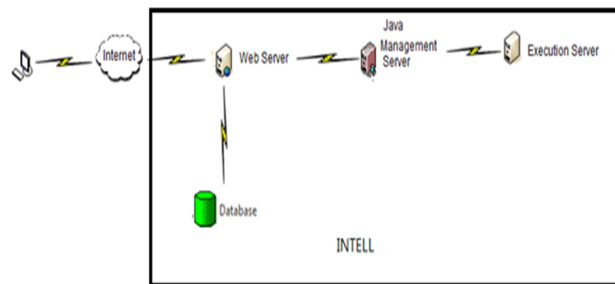 Internet
Web Server
Java
Management
Server
Execution Server
Database
INTELL